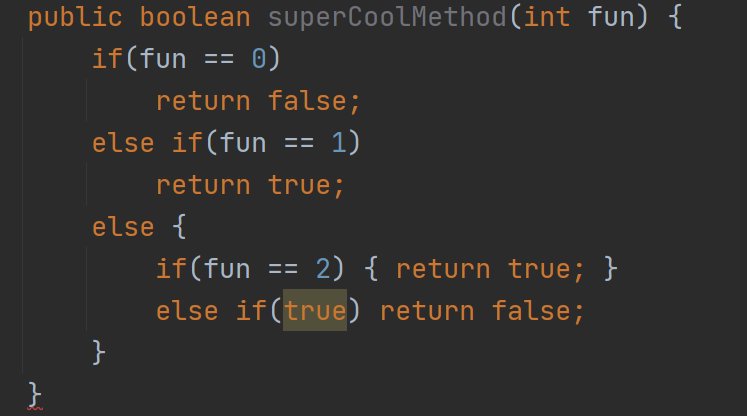 public boolean superCoolMethod(int fun) {
if(fun == 0)
return false;
else if(fun == 1)
return true;
else {
if(fun == 2) { return true; }
else if(true) return false;
}
}